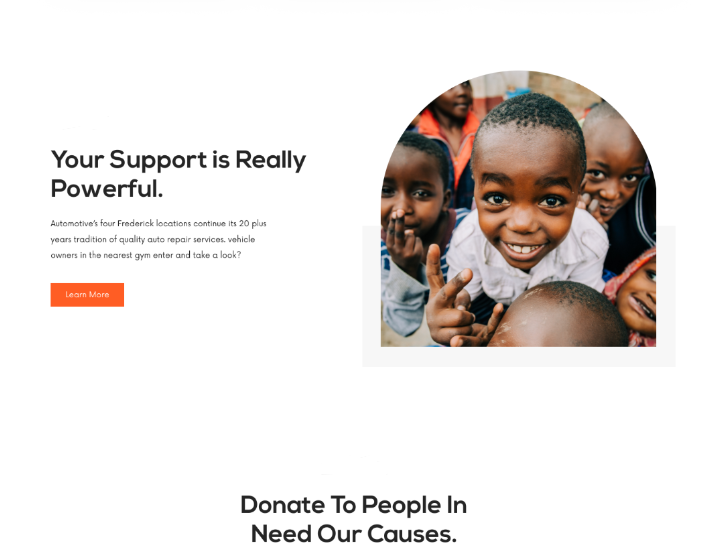 Your Support is Really
Powerful.
Automotive's four Frederick locations continue its 20 plus
years tradition of quality auto repair services, vehicle
owners in the nearest gym enter and take a look?
Learn More
Donate To People In
Need Our Causes.